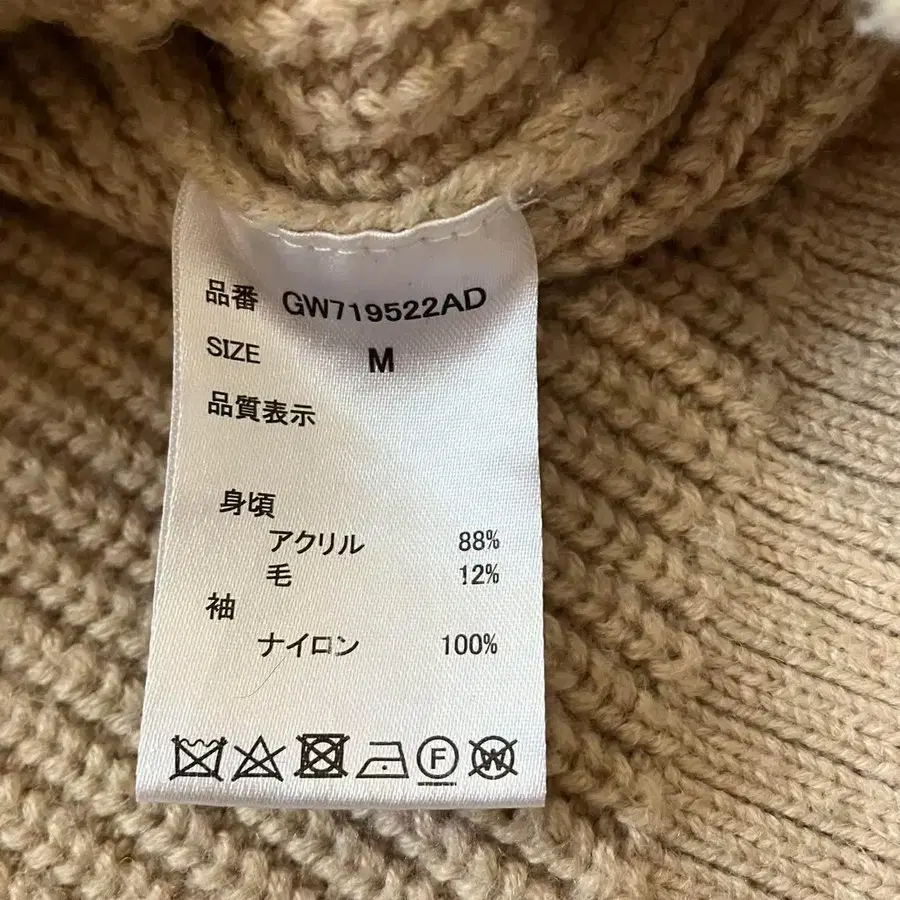 品番 GW719522AD
SIZE M
品質表示
身頃
アクリル 88%
毛 12%
袖
ナイロン 100%
F W